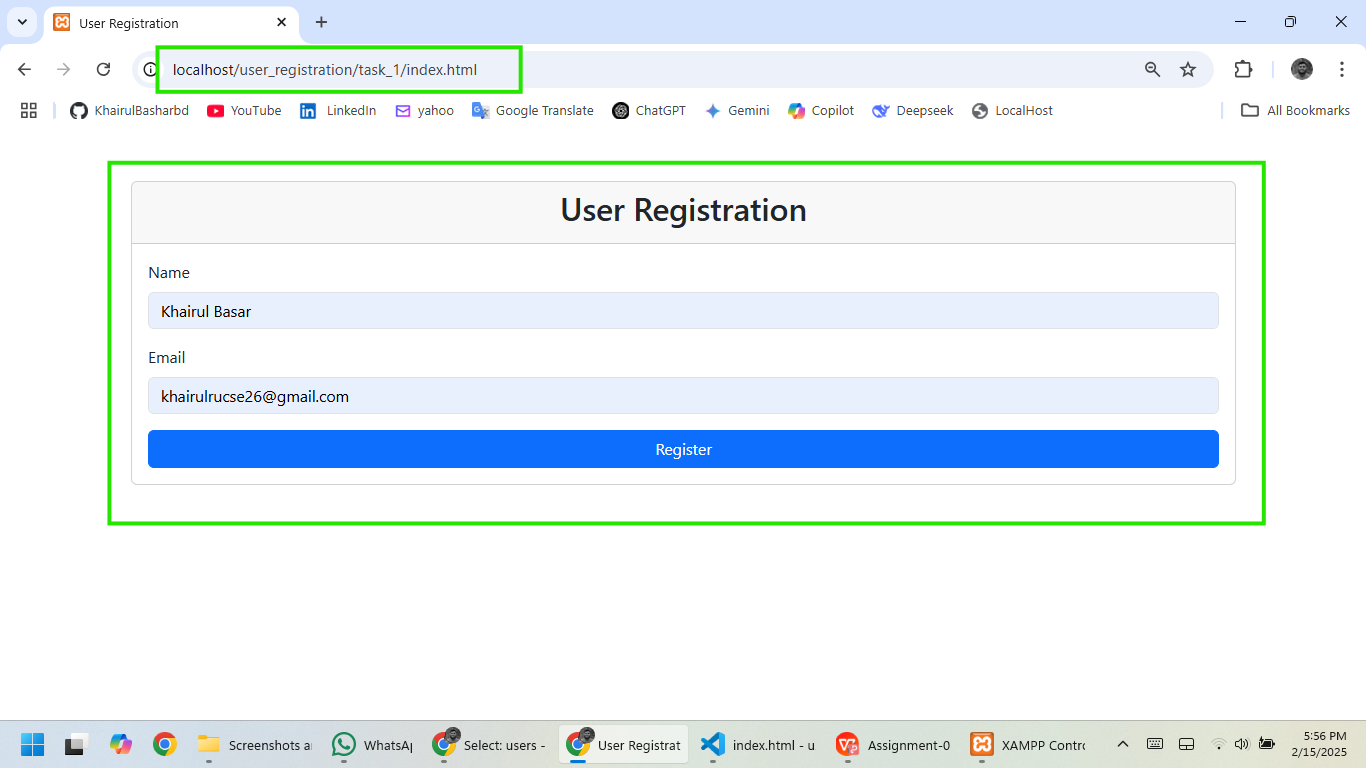 User Registration
localhost/user_registration/task_1/index.html
KhairulBasharbd YouTube LinkedIn yahoo Google Translate ChatGPT Gemini Copilot Deepseek LocalHost All Bookmarks
User Registration
Name
Khairul Basar
Email
khairulrucse26@gmail.com
Register
Screenshots a WhatsAp Select: users - User Registrat index.html - u Assignment-0 XAMPP Contro 5:56 PM
2/15/2025